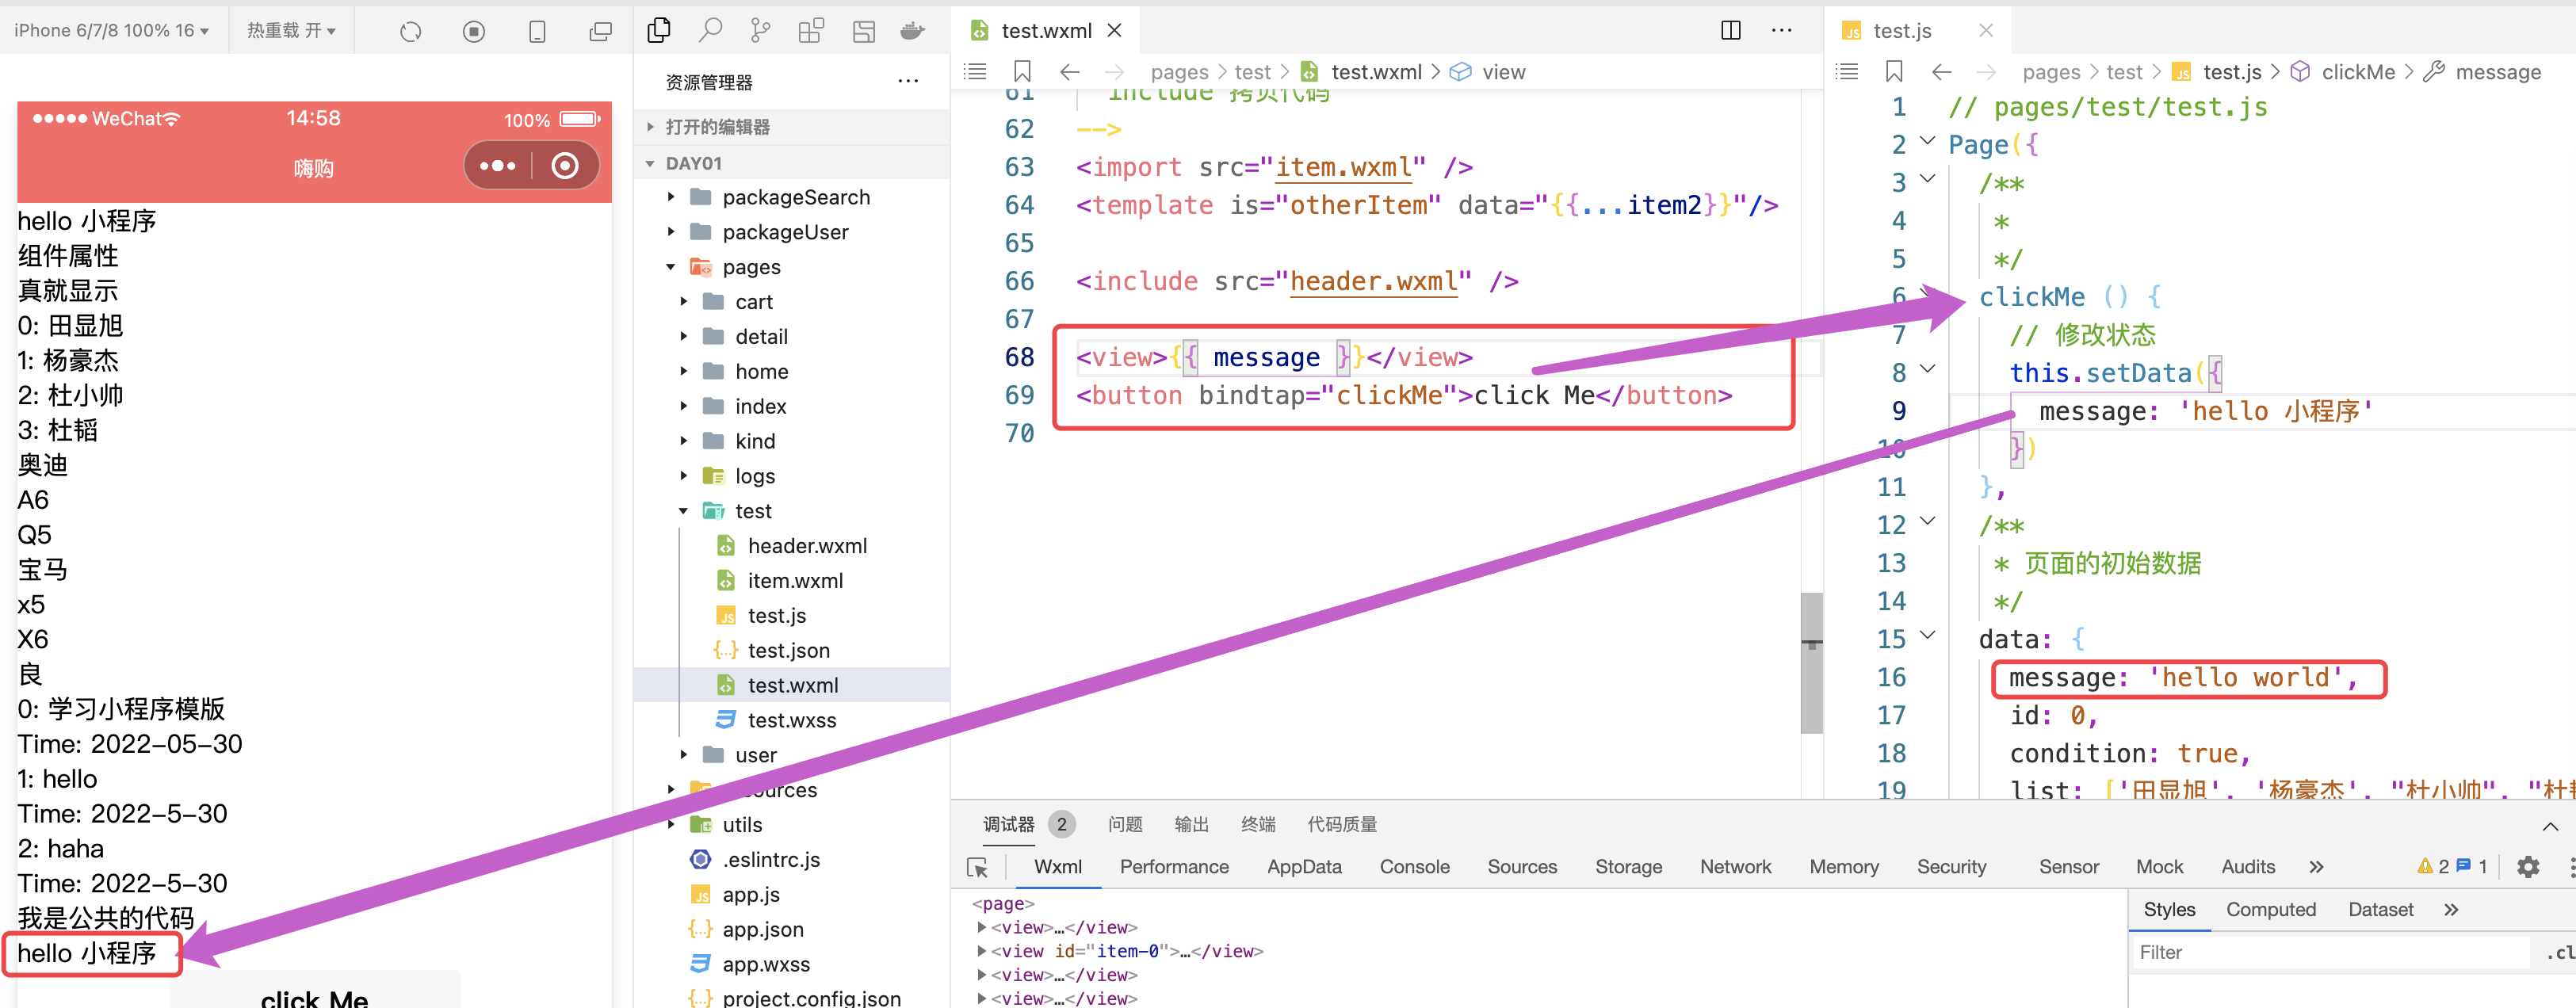 iPhone 6/7/8 100% 16
热重载 开
WeChat
14:58
100%
嗨购
hello 小程序
组件属性
真就显示
0: 田显旭
1: 杨豪杰
2: 杜小帅
3: 杜韬
奥迪
A6
Q5
宝马
x5
X6
良
0: 学习小程序模版
Time: 2022-05-30
1: hello
Time: 2022-5-30
2: haha
Time: 2022-5-30
我是公共的代码
hello 小程序
click Me
资源管理器
打开的编辑器
DAY01
packageSearch
packageUser
pages
cart
detail
home
index
kind
logs
test
header.wxml
item.wxml
test.js
test.json
test.wxml
test.wxss
user
utils
.eslintrc.js
app.js
app.json
app.wxss
project.config.json
test.wxml
pages > test > test.wxml > view
61 include 拷贝代码
62 -->
63 <import src="item.wxml" />
64 <template is="otherItem" data="{{...item2}}"/>
65
66 <include src="header.wxml" />
67
68 <view>{{ message }}</view>
69 <button bindtap="clickMe">click Me</button>
70
test.js
pages > test > test.js > clickMe > message
1 // pages/test/test.js
2 Page({
3 /**
4 *
5 */
6 clickMe () {
7 // 修改状态
8 this.setData({
9 message: 'hello 小程序'
10 })
11 },
12 /**
13 * 页面的初始数据
14 */
15 data: {
16 message: 'hello world',
17 id: 0,
18 condition: true,
19 list: ['田显旭', '杨豪杰', "杜小帅", "杜
调试器 2 问题 输出 终端 代码质量
Wxml Performance AppData Console Sources Storage Network Memory Security Sensor Mock Audits 2 1
<page>
<view>…</view>
<view id="item-0">…</view>
<view>…</view>
<view>…</view>
Styles Computed Dataset
Filter
.cl